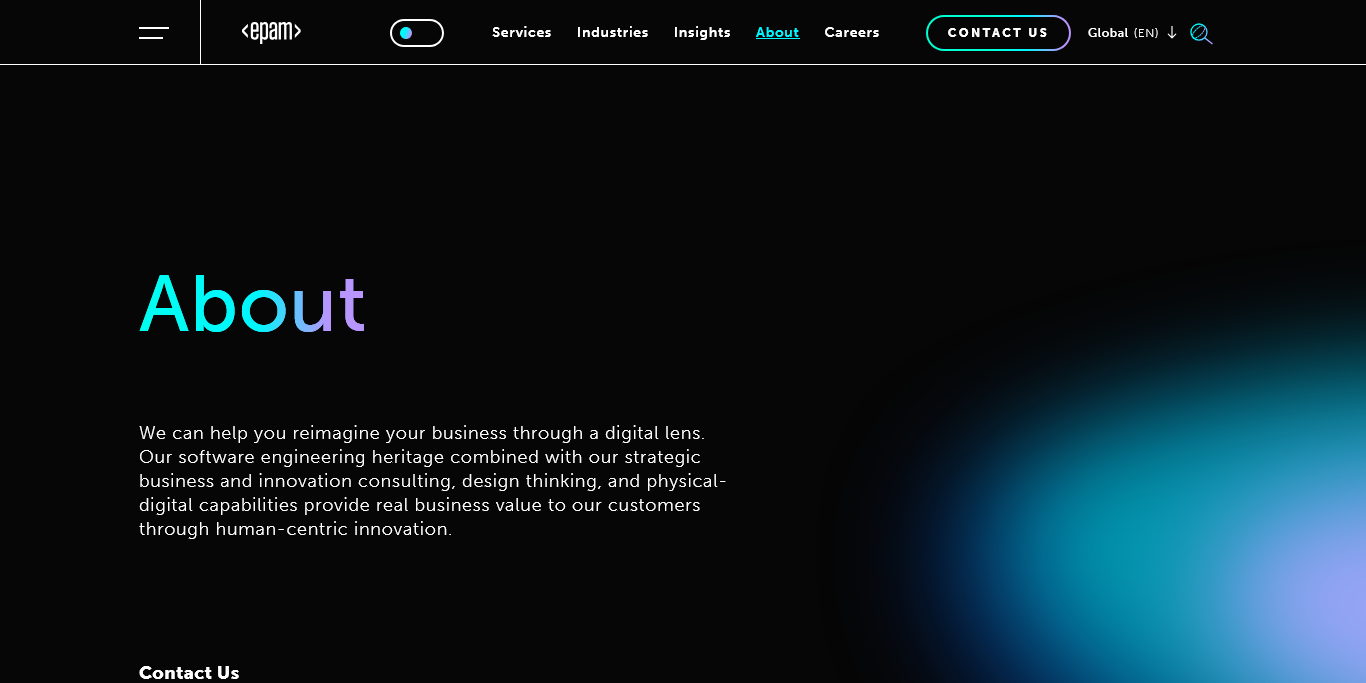 <epam>
Services
Industries
Insights
About
Careers
CONTACT US
Global (EN)
About
We can help you reimagine your business through a digital lens.
Our software engineering heritage combined with our strategic
business and innovation consulting, design thinking, and physical-
digital capabilities provide real business value to our customers
through human-centric innovation.
Contact Us